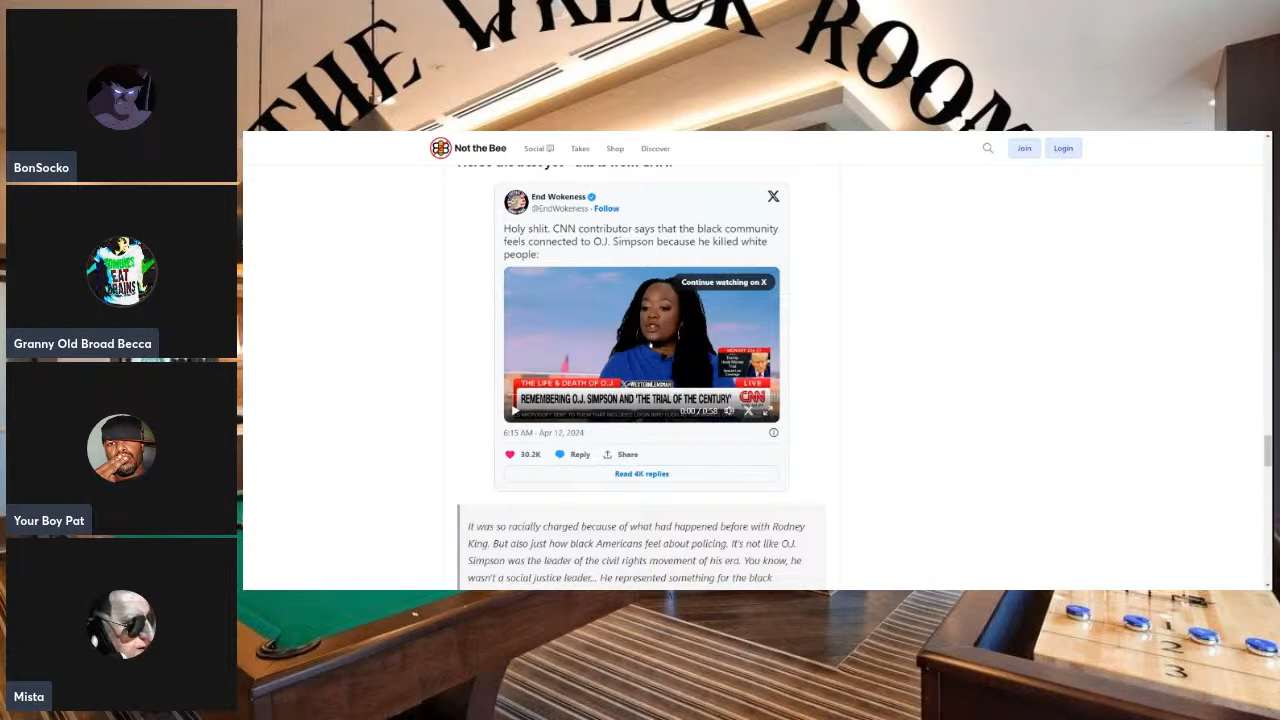 THE WRECK ROOM
BonSocko
ZOMBIES
EAT
BRAINS
Granny Old Broad Becca
Your Boy Pat
Mista
Not the Bee
Social
Takes
Shop
Discover
Join
Login
End Wokeness
@EndWokeness · Follow
Holy shlit. CNN contributor says that the black community
feels connected to O.J. Simpson because he killed white
people:
Continue watching on X
THE LIFE & DEATH OF O.J.
LIVE
REMEMBERING O.J. SIMPSON AND 'THE TRIAL OF THE CENTURY'
CNN
0:00 / 0:58
6:15 AM · Apr 12, 2024
30.2K
Reply
Share
Read 4K replies
It was so racially charged because of what had happened before with Rodney
King. But also just how black Americans feel about policing. It's not like O.J.
Simpson was the leader of the civil rights movement of his era. You know, he
wasn't a social justice leader... He represented something for the black
1
2
3